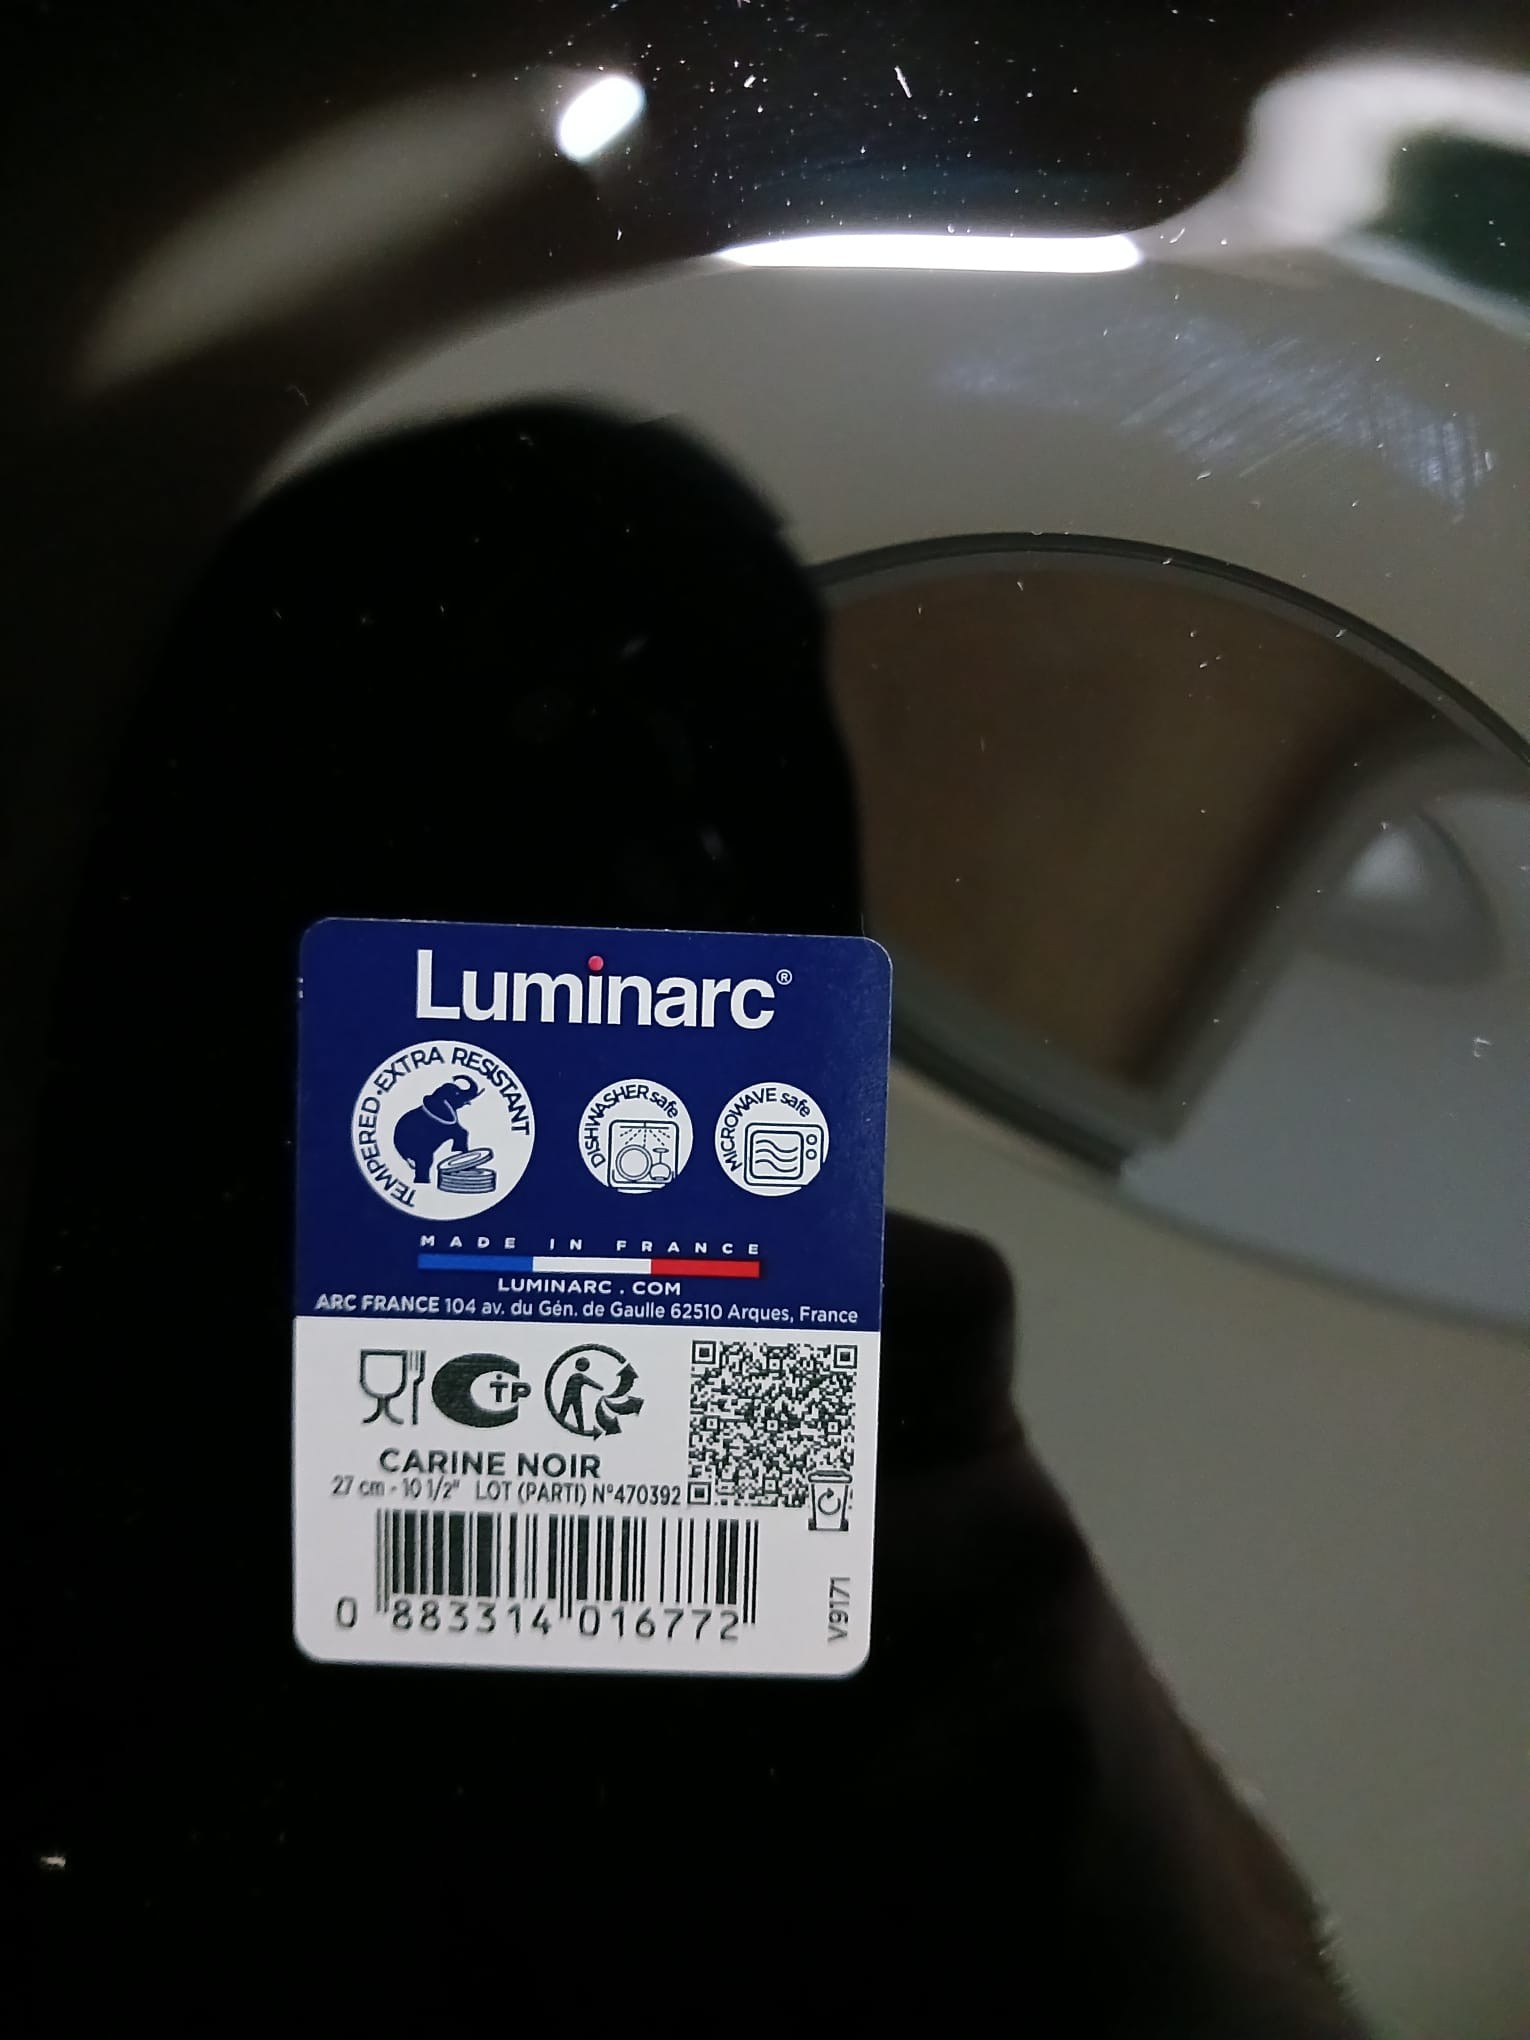 Luminarc®
TEMPERED·EXTRA RESISTANT
DISHWASHER safe
MICROWAVE safe
MADE IN FRANCE
LUMINARC.COM
ARC FRANCE 104 av. du Gén. de Gaulle 62510 Arques, France
CTP
CARINE NOIR
27 cm - 10 1/2" LOT (PARTI) N°470392
0 883314 016772
V9171